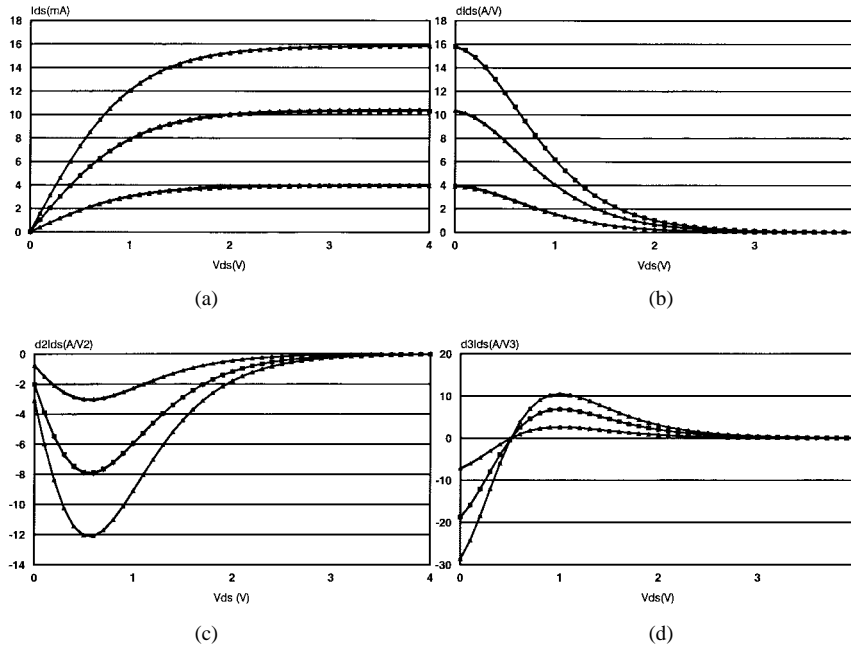 Ids(mA)
18
16
14
12
10
8
6
4
2
0
0 1 2 3 4
Vds(V)
(a)
dIds(A/V)
18
16
14
12
10
8
6
4
2
0
0 1 2 3
Vds(V)
(b)
d2Ids(A/V2)
0
-2
-4
-6
-8
-10
-12
-14
0 1 2 3 4
Vds (V)
(c)
d3Ids(A/V3)
20
10
0
-10
-20
-30
0 1 2 3
Vds(V)
(d)